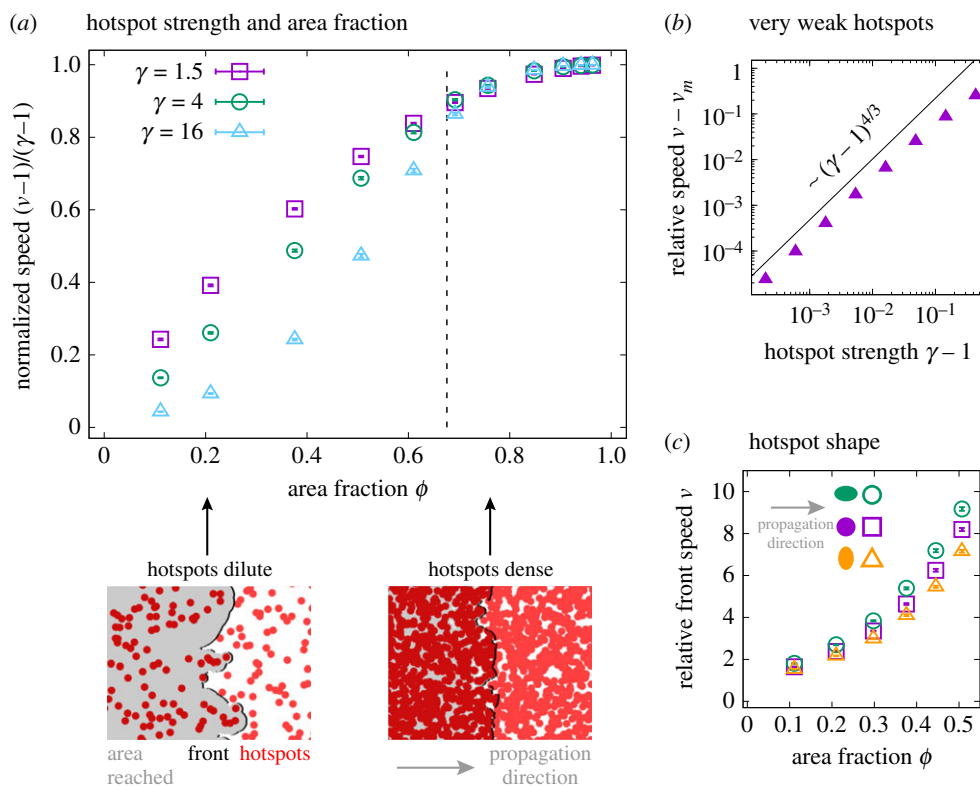 (a) hotspot strength and area fraction
normalized speed (v–1)/(γ–1)
1.0
0.8
0.6
0.4
0.2
0
γ = 1.5
γ = 4
γ = 16
0 0.2 0.4 0.6 0.8 1.0
area fraction ϕ
hotspots dilute
hotspots dense
area reached
front
hotspots
propagation direction
(b) very weak hotspots
relative speed v – vₘ
1
10⁻¹
10⁻²
10⁻³
10⁻⁴
~ (γ – 1)⁴ᐟ³
10⁻³ 10⁻² 10⁻¹
hotspot strength γ – 1
(c) hotspot shape
relative front speed v
10
8
6
4
2
0
propagation
direction
0 0.1 0.2 0.3 0.4 0.5
area fraction ϕ